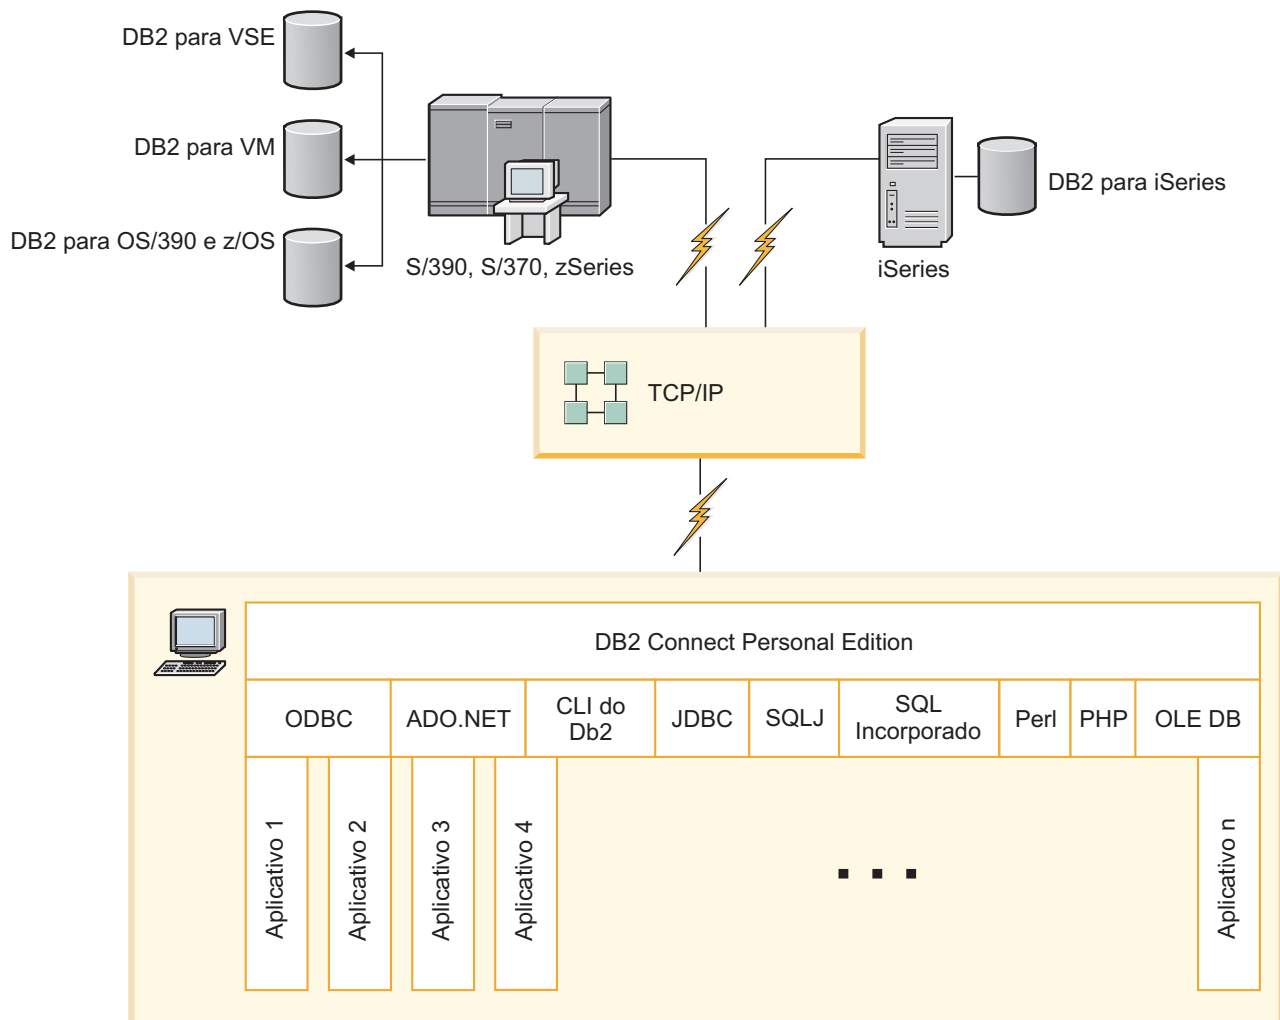 DB2 para VSE
DB2 para VM
DB2 para OS/390 e z/OS
S/390, S/370, zSeries
DB2 para iSeries
iSeries
TCP/IP
DB2 Connect Personal Edition
ODBC
ADO.NET
CLI do
Db2
JDBC
SQLJ
SQL
Incorporado
Perl
PHP
OLE DB
Aplicativo 1
Aplicativo 2
Aplicativo 3
Aplicativo 4
...
Aplicativo n